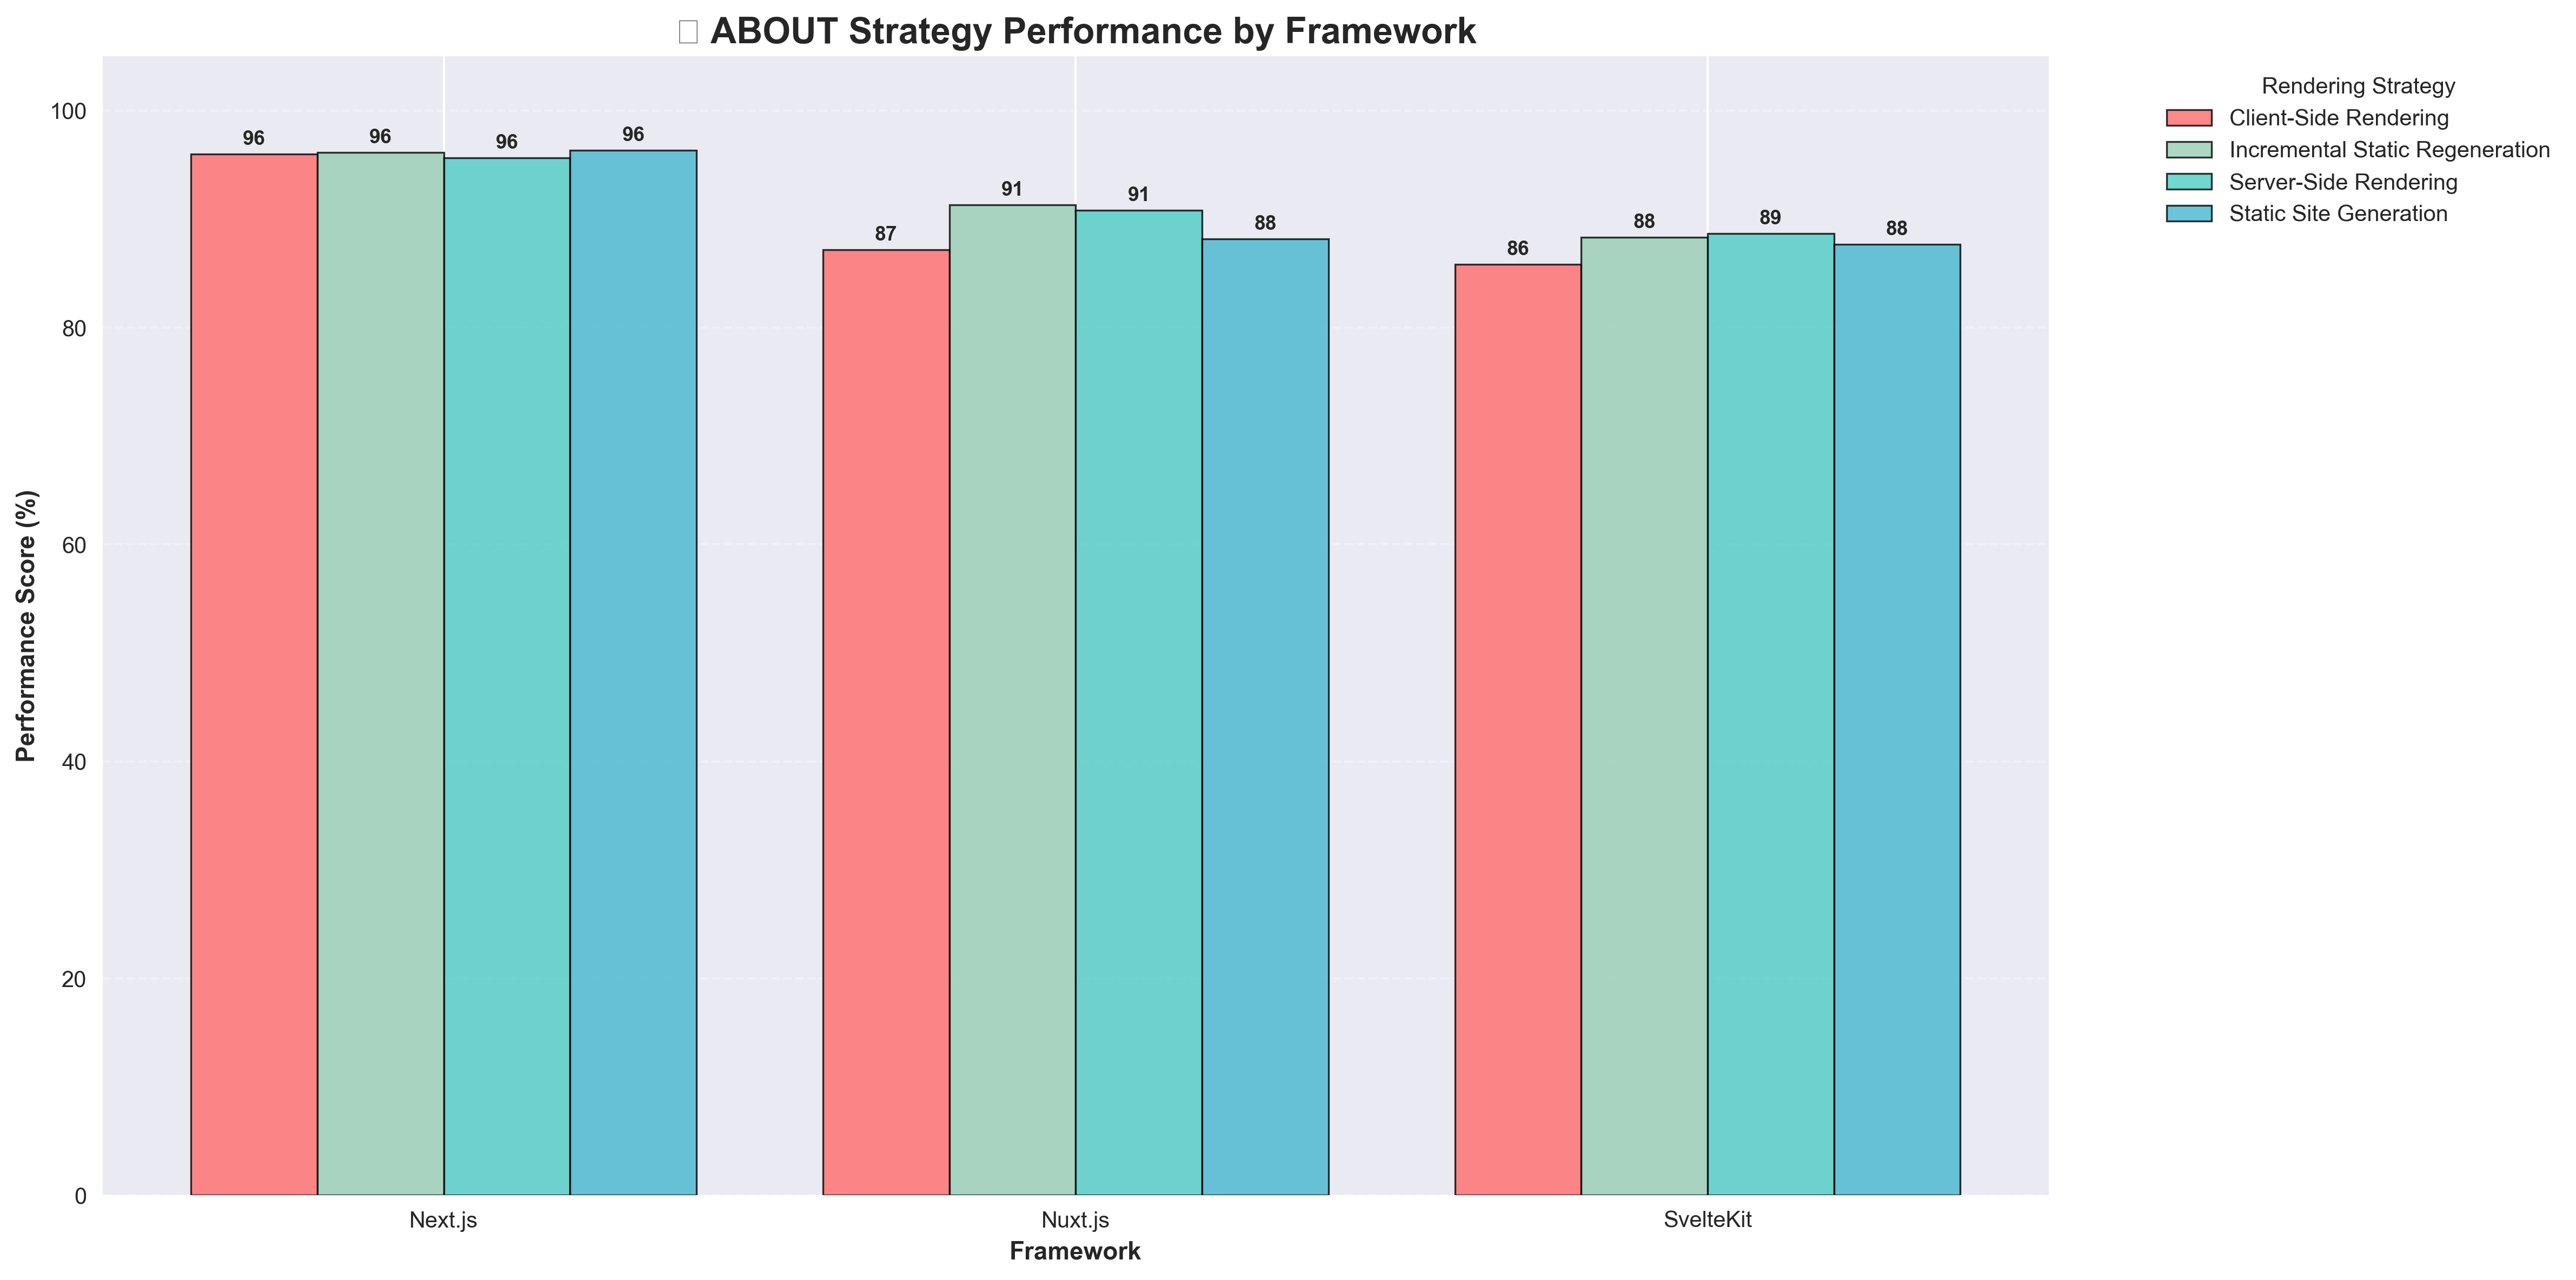 ABOUT Strategy Performance by Framework
Rendering Strategy
Client-Side Rendering
Incremental Static Regeneration
Server-Side Rendering
Static Site Generation
Performance Score (%)
100
80
60
40
20
0
96 96 96 96
87 91 91 88
86 88 89 88
Next.js Nuxt.js SvelteKit
Framework